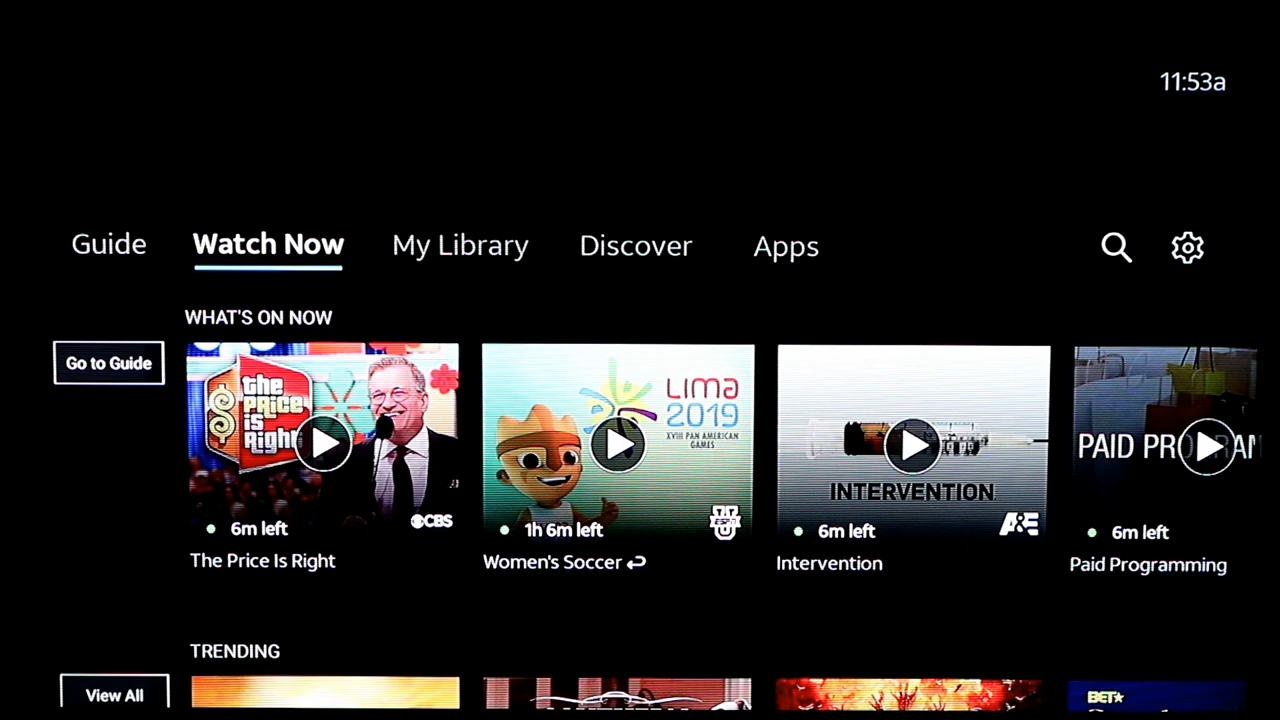 11:53a
Guide
Watch Now
My Library
Discover
Apps
WHAT'S ON NOW
Go to Guide
the PRiCE is Right
CBS
6m left
The Price Is Right
LIMA
2019
XVIII PAN AMERICAN
GAMES
U
ESPN
1h 6m left
Women's Soccer
INTERVENTION
A&E
6m left
Intervention
PAID
6m left
Paid Programming
TRENDING
View All
BET★